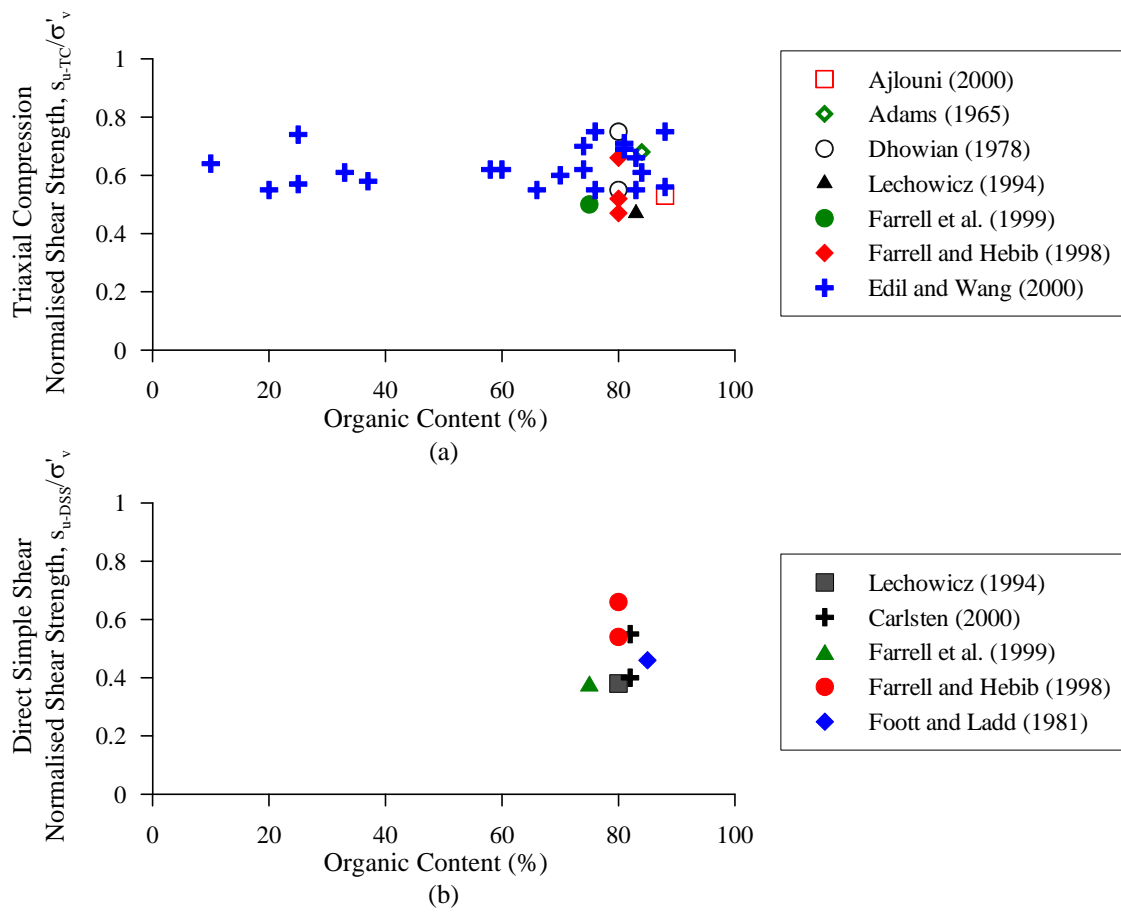 Triaxial Compression
Normalised Shear Strength, su-TC/σ'v
1
0.8
0.6
0.4
0.2
0
0 20 40 60 80 100
Organic Content (%)
(a)
Ajlouni (2000)
Adams (1965)
Dhowian (1978)
Lechowicz (1994)
Farrell et al. (1999)
Farrell and Hebib (1998)
Edil and Wang (2000)
Direct Simple Shear
Normalised Shear Strength, su-DSS/σ'v
1
0.8
0.6
0.4
0.2
0
0 20 40 60 80 100
Organic Content (%)
(b)
Lechowicz (1994)
Carlsten (2000)
Farrell et al. (1999)
Farrell and Hebib (1998)
Foott and Ladd (1981)